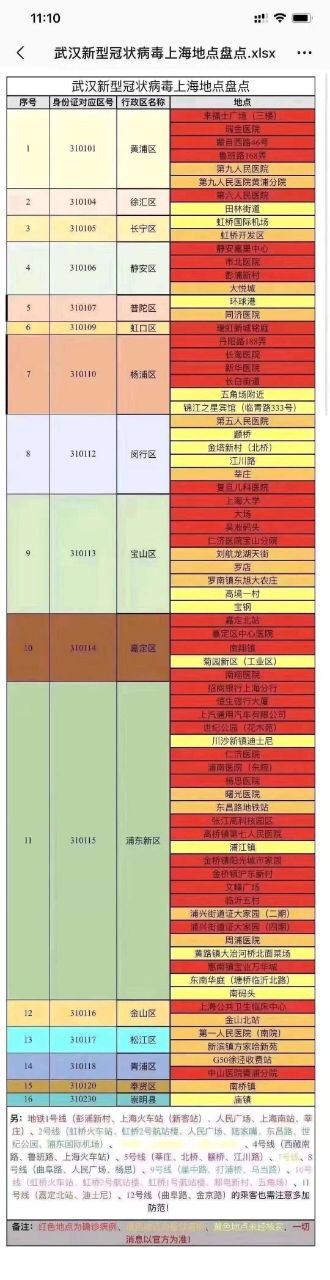 11:10
武汉新型冠状病毒上海地点盘点.xlsx
武汉新型冠状病毒上海地点盘点
序号 身份证对应区号 行政区名称 地点
1 310101 黄浦区
来福士广场（三楼）
瑞金医院
蒙自西路46号
鲁班路168弄
第九人民医院
第九人民医院黄浦分院
2 310104 徐汇区
第六人民医院
田林街道
3 310105 长宁区
虹桥国际机场
虹桥开发区
4 310106 静安区
静安嘉里中心
市北医院
彭浦新村
大悦城
5 310107 普陀区
环球港
同济医院
6 310109 虹口区
瑞虹新城铭庭
7 310110 杨浦区
丹阳路188弄
长海医院
新华医院
长白街道
五角场附近
锦江之星宾馆（临青路333号）
8 310112 闵行区
第五人民医院
颛桥
金塔新村（北桥）
江川路
莘庄
复旦儿科医院
9 310113 宝山区
上海大学
大场
吴淞码头
仁济医院宝山分院
刘航龙湖天街
罗店
罗南镇东旭大农庄
高境一村
宝钢
10 310114 嘉定区
嘉定北站
嘉定区中心医院
南翔镇
菊园新区（工业区）
南翔医院
11 310115 浦东新区
招商银行上海分行
恒生银行大厦
上汽通用汽车有限公司
世纪公园（花木苑）
川沙新镇迪士尼
仁济医院
浦南医院（东院）
杨思医院
曙光医院
东昌路地铁站
张江高科技园区
高桥镇第七人民医院
浦江镇
金桥镇阳光城市家园
金桥镇沪东新村
文峰广场
临沂五村
浦兴街道证大家园（二期）
浦兴街道证大家园（四期）
周浦医院
黄路镇大治河桥北面菜场
惠南镇宝业万华城
东南华庭（塘桥临沂北路）
南码头
12 310116 金山区
上海公共卫生临床中心
金山北站
13 310117 松江区
第一人民医院（南院）
新滨镇方家哈新苑
14 310118 青浦区
G50徐泾收费站
中山医院青浦分院
15 310120 奉贤区 南桥镇
16 310230 崇明县 庙镇
另：地铁1号线（彭浦新村、上海火车站（新客站）、人民广场、上海南站、莘
庄）、2号线（虹桥火车站、虹桥2号航站楼、人民广场、陆家嘴、东昌路、世
纪公园、浦东国际机场）、 4号线（西藏南
路、鲁班路、上海火车站）、5号线（莘庄、北桥、颛桥、江川路）、7号线、8
号线（曲阜路、人民广场、杨思）、9号线（漕中路、打浦桥、马当路）、10号
线（虹桥火车站、虹桥2号航站楼、虹桥1号航站楼、邮电新村、五角场）、11
号线（嘉定北站、迪士尼）、12号线（曲阜路、金京路）的乘客也需注意多加
防范！
备注：红色地点为确诊病例， 黄色地点未经核实，一切
消息以官方为准！